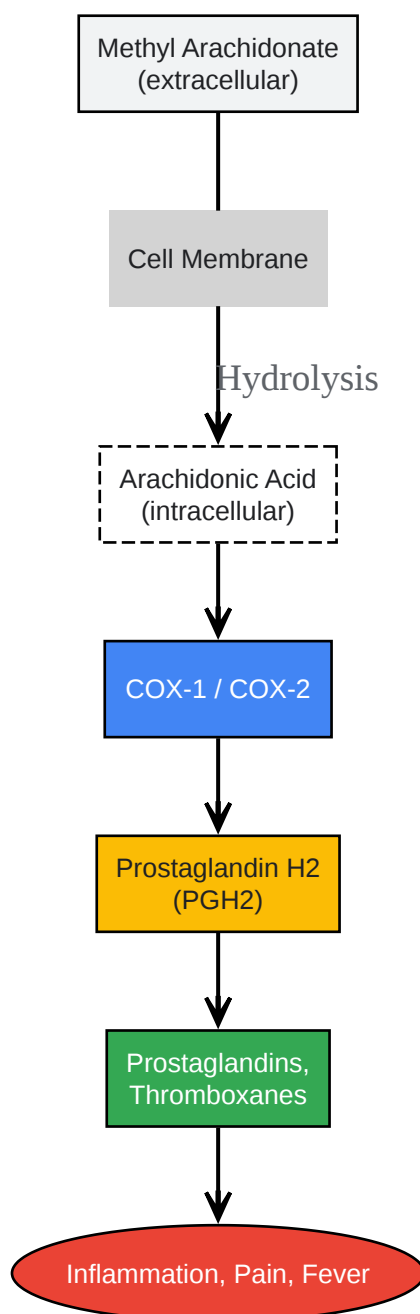 Methyl Arachidonate
(extracellular)
Cell Membrane
Hydrolysis
Arachidonic Acid
(intracellular)
COX-1 / COX-2
Prostaglandin H2
(PGH2)
Prostaglandins,
Thromboxanes
Inflammation, Pain, Fever